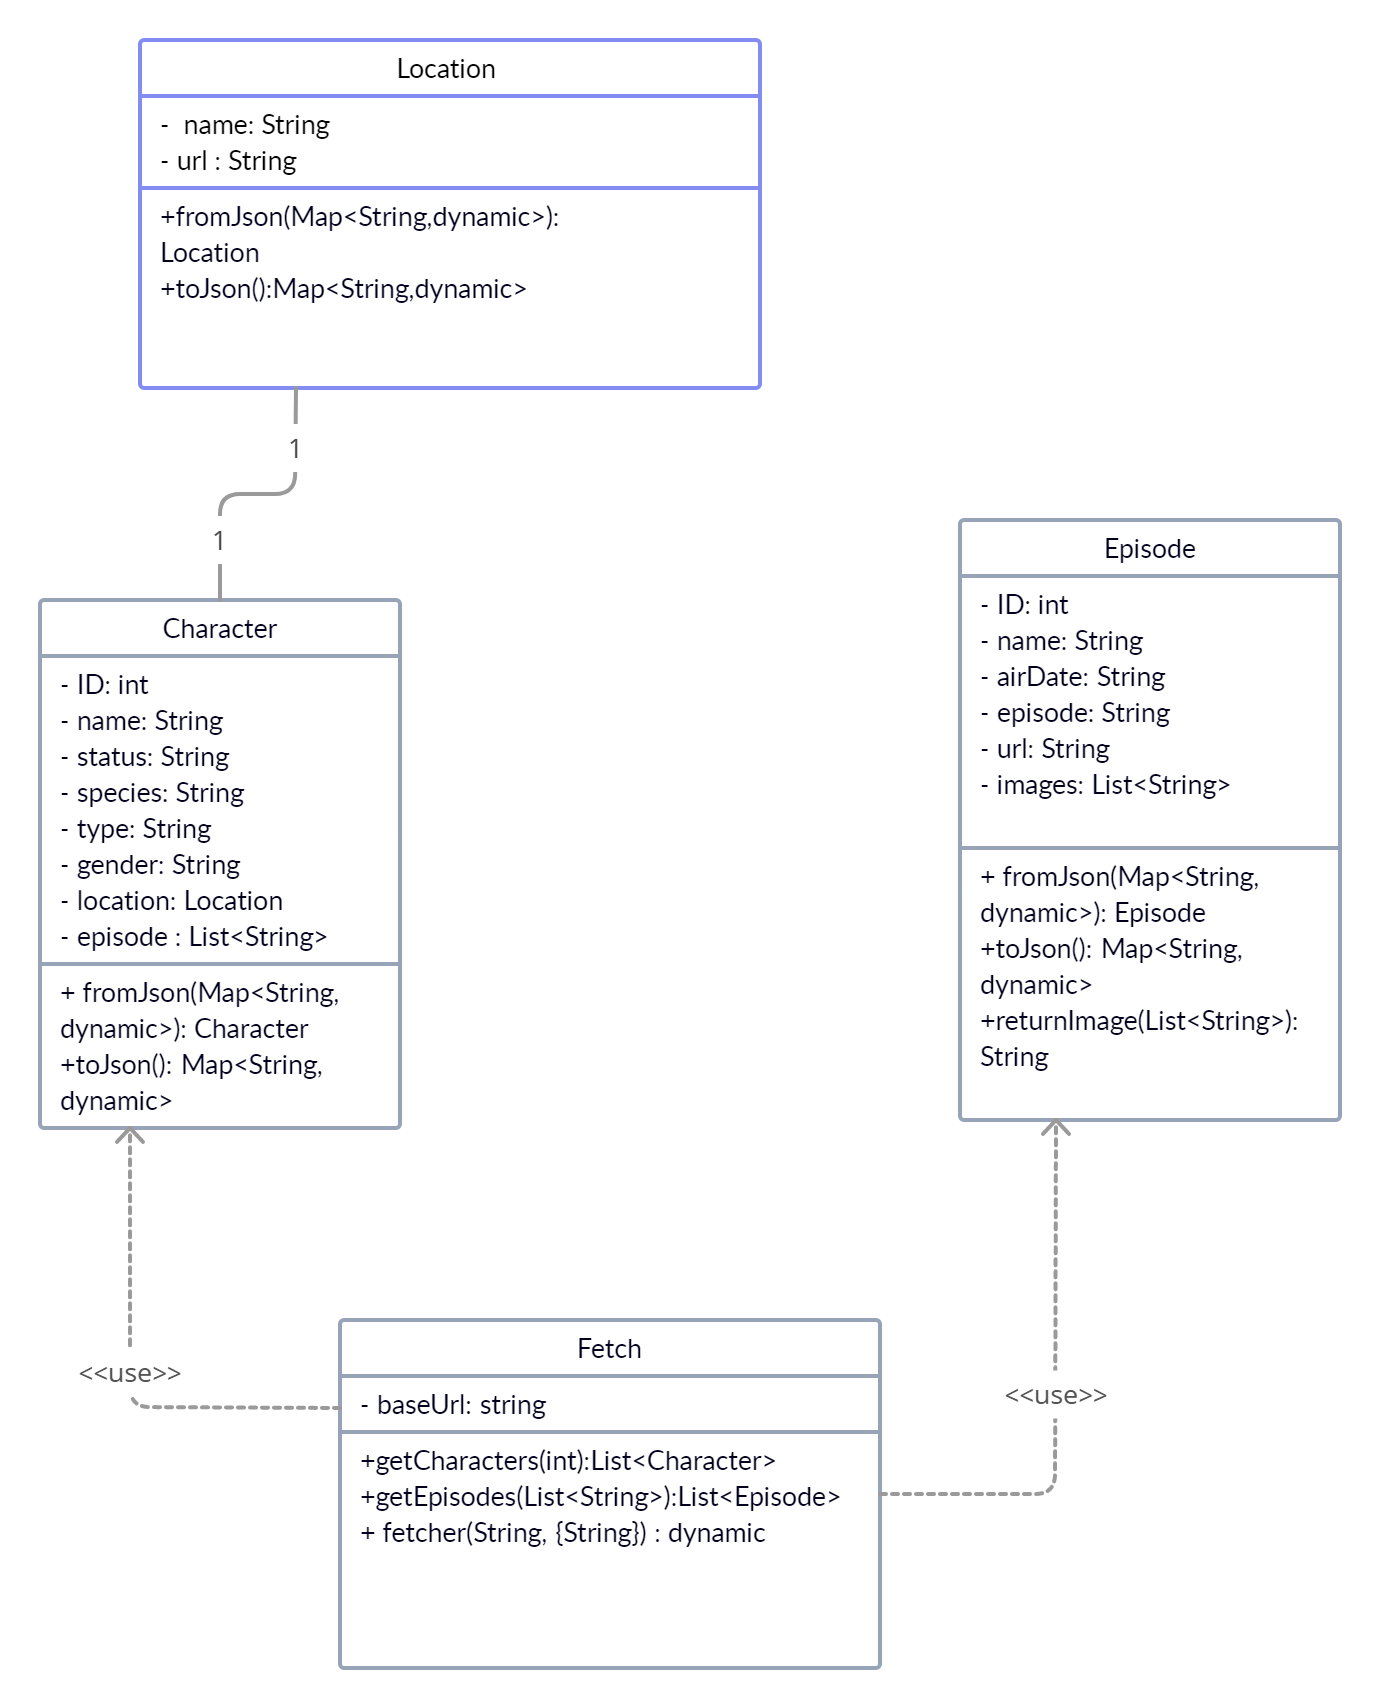 Location
-  name: String
- url : String
+fromJson(Map<String,dynamic>):
Location
+toJson():Map<String,dynamic>
1
1
Character
- ID: int
- name: String
- status: String
- species: String
- type: String
- gender: String
- location: Location
- episode : List<String>
+ fromJson(Map<String,
dynamic>): Character
+toJson(): Map<String,
dynamic>
Episode
- ID: int
- name: String
- airDate: String
- episode: String
- url: String
- images: List<String>
+ fromJson(Map<String,
dynamic>): Episode
+toJson(): Map<String,
dynamic>
+returnImage(List<String>):
String
<<use>>
<<use>>
Fetch
- baseUrl: string
+getCharacters(int):List<Character>
+getEpisodes(List<String>):List<Episode>
+ fetcher(String, {String}) : dynamic